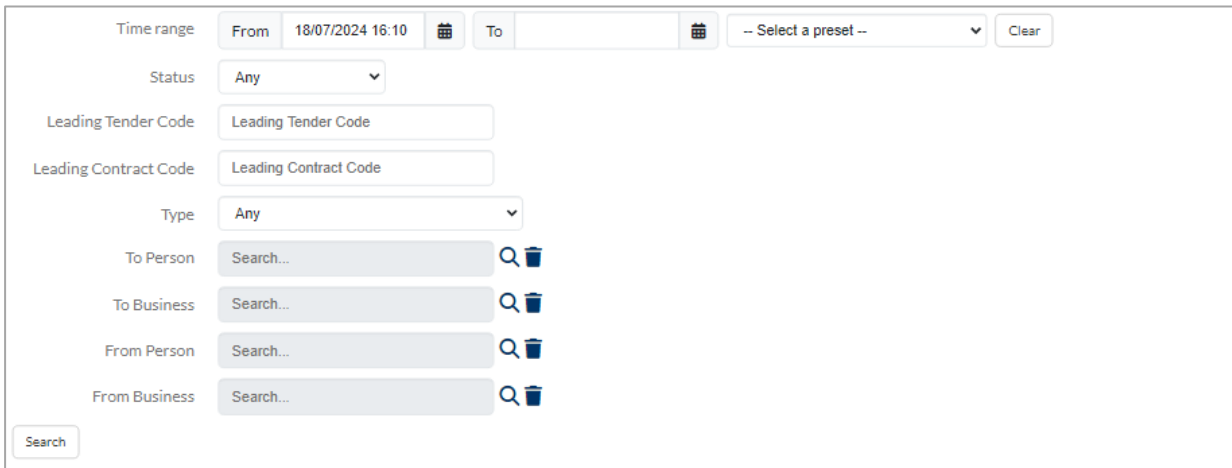 Time range From 18/07/2024 16:10 To -- Select a preset -- Clear
Status Any
Leading Tender Code Leading Tender Code
Leading Contract Code Leading Contract Code
Type Any
To Person Search...
To Business Search...
From Person Search...
From Business Search...
Search